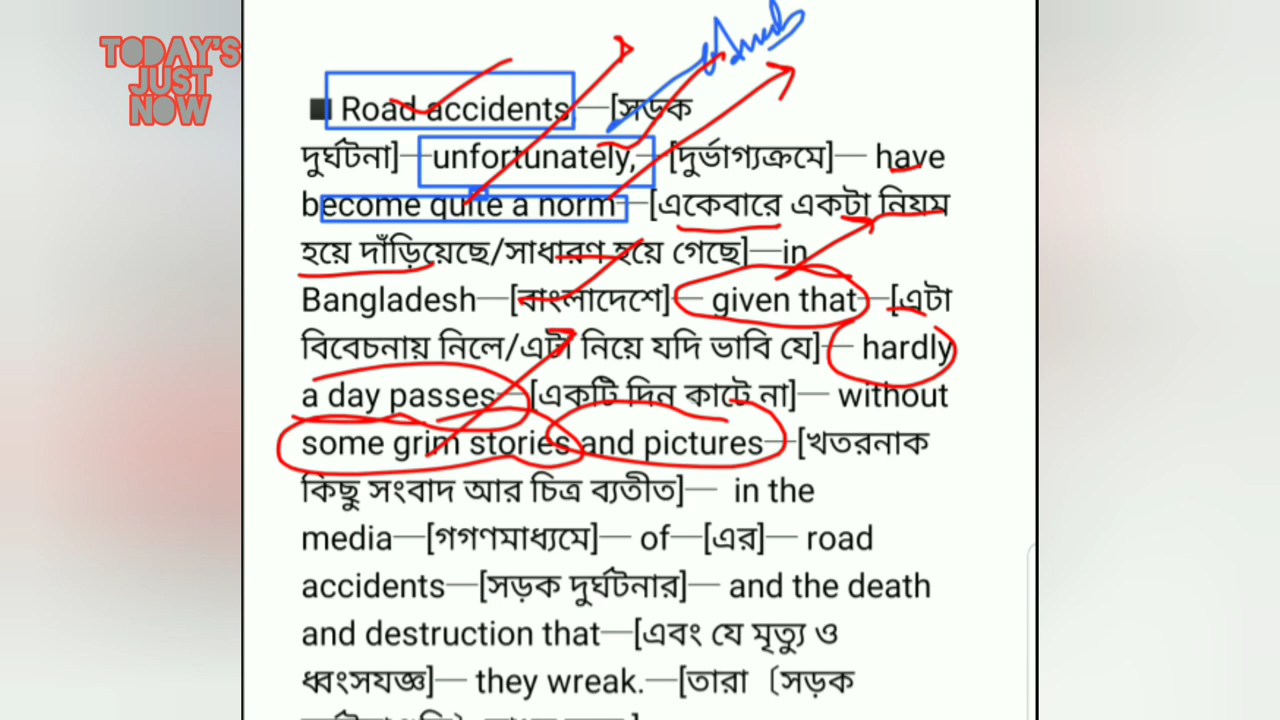 TODAY'S
JUST
NOW
■ Road accidents—[সড়ক
দুর্ঘটনা]—unfortunately,—[দুর্ভাগ্যক্রমে]— have
become quite a norm—[একেবারে একটা নিয়ম
হয়ে দাঁড়িয়েছে/সাধারণ হয়ে গেছে]—in
Bangladesh—[বাংলাদেশে]— given that—[এটা
বিবেচনায় নিলে/এটা নিয়ে যদি ভাবি যে]— hardly
a day passes—[একটি দিন কাটে না]— without
some grim stories and pictures—[খতরনাক
কিছু সংবাদ আর চিত্র ব্যতীত]— in the
media—[গগণমাধ্যমে]— of—[এর]— road
accidents—[সড়ক দুর্ঘটনার]— and the death
and destruction that—[এবং যে মৃত্যু ও
ধ্বংসযজ্ঞ]— they wreak.—[তারা〔সড়ক